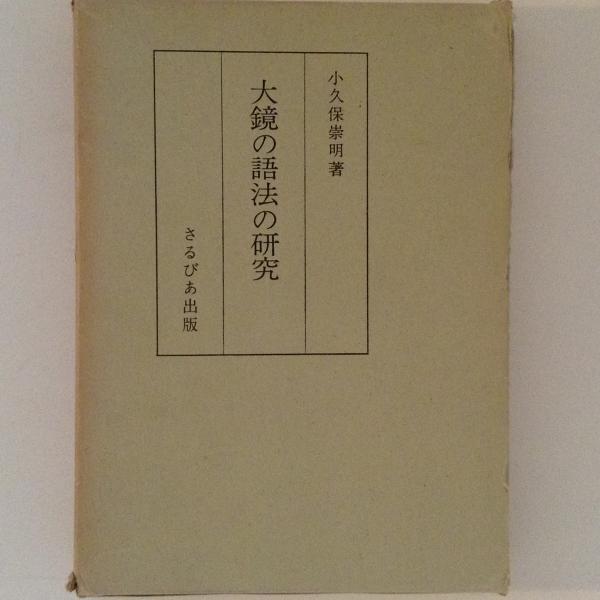 小久保崇明著
大鏡の語法の研究
さるびあ出版